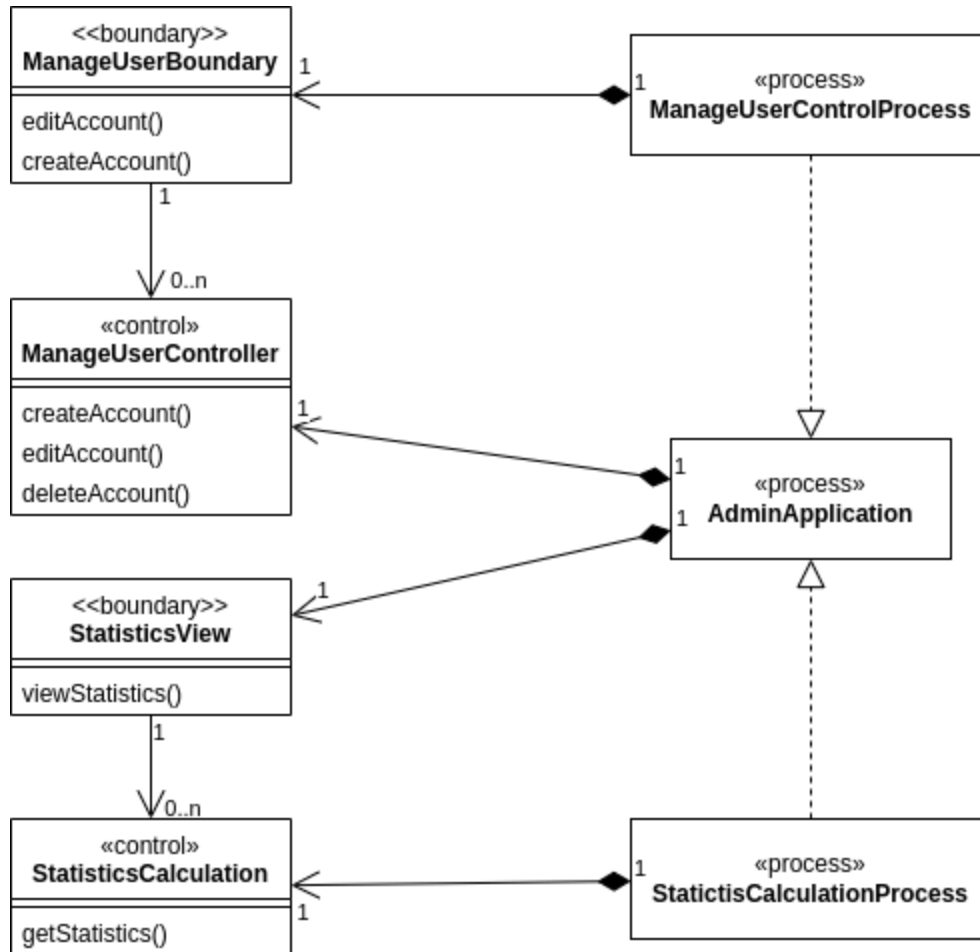 <<boundary>>
ManageUserBoundary
editAccount()
createAccount()
1
1
«process»
ManageUserControlProcess
1
0..n
«control»
ManageUserController
createAccount()
editAccount()
deleteAccount()
1
1
1
«process»
AdminApplication
1
<<boundary>>
StatisticsView
viewStatistics()
1
0..n
«control»
StatisticsCalculation
getStatistics()
1
1
«process»
StatictisCalculationProcess